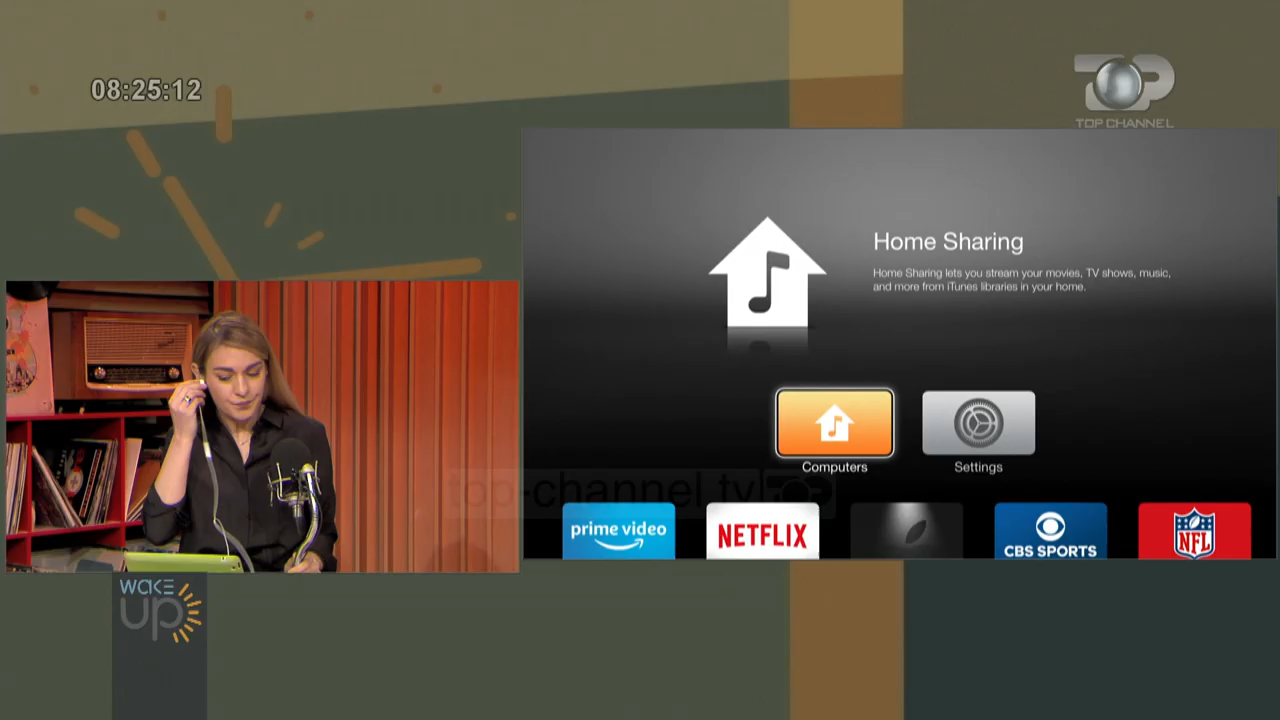 08:25:12
TOP CHANNEL
Home Sharing
Home Sharing lets you stream your movies, TV shows, music,
and more from iTunes libraries in your home.
Computers
Settings
top-channel.tv
prime video
NETFLIX
CBS SPORTS
NFL
wake
up